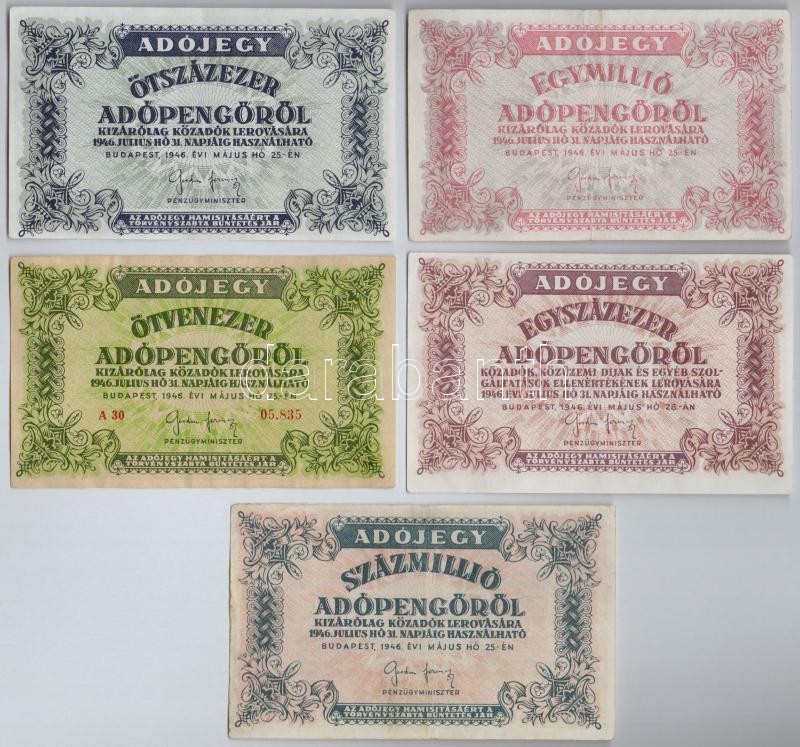 ADÓJEGY
ÖTSZÁZEZER
ADÓPENGŐRŐL
KIZÁRÓLAG KÖZADÓK LEROVÁSÁRA
1946. JULIUS HÓ 31. NAPJÁIG HASZNÁLHATÓ
BUDAPEST, 1946. ÉVI MÁJUS HÓ 25-ÉN
PÉNZÜGYMINISZTER
AZ ADÓJEGY HAMISITÁSÁÉRT A
TÖRVÉNYSZABTA BÜNTETÉS JÁR
ADÓJEGY
EGYMILLIÓ
ADÓPENGŐRŐL
KIZÁRÓLAG KÖZADÓK LEROVÁSÁRA
1946. JULIUS HÓ 31. NAPJÁIG HASZNÁLHATÓ
BUDAPEST, 1946. ÉVI MÁJUS HÓ 25-ÉN
PÉNZÜGYMINISZTER
AZ ADÓJEGY HAMISITÁSÁÉRT A
TÖRVÉNYSZABTA BÜNTETÉS JÁR
ADÓJEGY
ÖTVENEZER
ADÓPENGŐRŐL
KIZÁRÓLAG KÖZADÓK LEROVÁSÁRA
1946. JULIUS HÓ 31. NAPJÁIG HASZNÁLHATÓ
BUDAPEST, 1946. ÉVI MÁJUS HÓ 25-ÉN
A 30 05.835
PÉNZÜGYMINISZTER
AZ ADÓJEGY HAMISITÁSÁÉRT A
TÖRVÉNYSZABTA BÜNTETÉS JÁR
ADÓJEGY
EGYSZÁZEZER
ADÓPENGŐRŐL
KÖZADÓK, KÖZÜZEMI DIJAK ÉS EGYÉB SZOL-
GÁLTATÁSOK ELLENÉRTÉKÉNEK LEROVÁSÁRA
1946. ÉVI JULIUS HÓ 31. NAPJÁIG HASZNÁLHATÓ
BUDAPEST, 1946. ÉVI MÁJUS HÓ 28-ÁN
PÉNZÜGYMINISZTER
AZ ADÓJEGY HAMISITÁSÁÉRT A
TÖRVÉNYSZABTA BÜNTETÉS JÁR
darabanth
ADÓJEGY
SZÁZMILLIÓ
ADÓPENGŐRŐL
KIZÁRÓLAG KÖZADÓK LEROVÁSÁRA
1946. JULIUS HÓ 31. NAPJÁIG HASZNÁLHATÓ
BUDAPEST, 1946. ÉVI MÁJUS HÓ 25-ÉN
PÉNZÜGYMINISZTER
AZ ADÓJEGY HAMISITÁSÁÉRT A
TÖRVÉNYSZABTA BÜNTETÉS JÁR